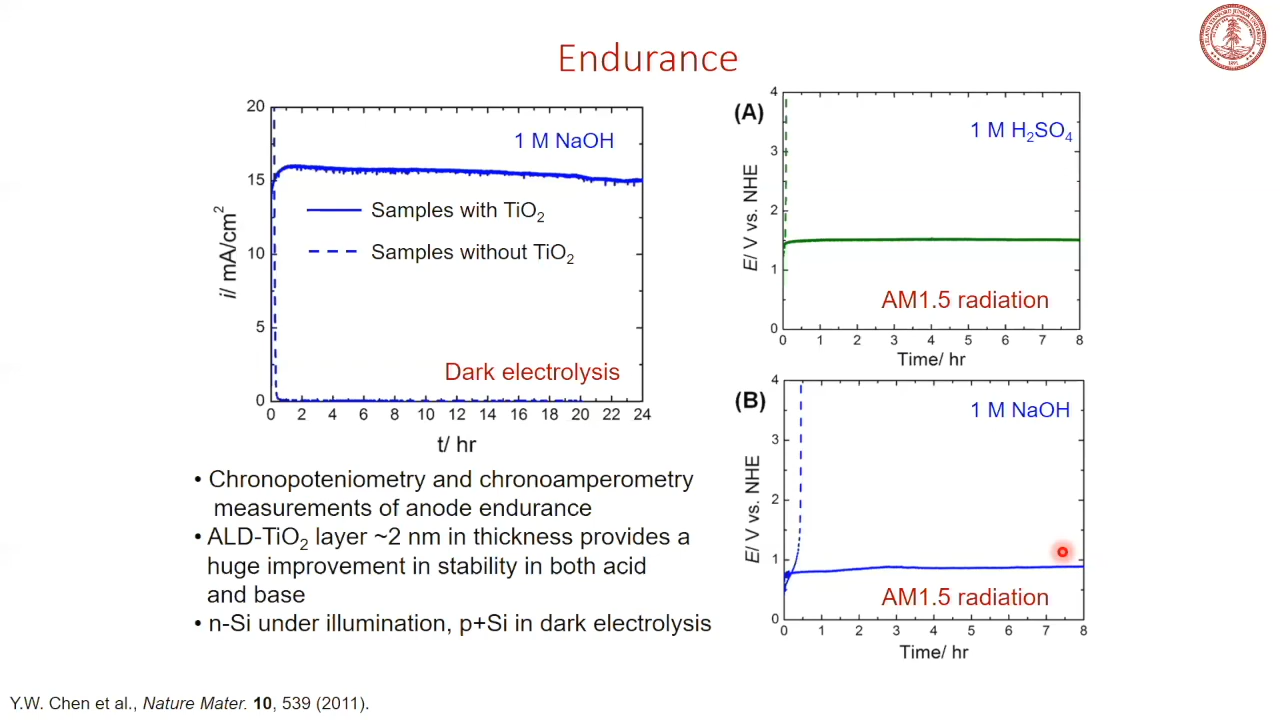 Endurance
20
15
10
5
0
i/ mA/cm²
1 M NaOH
Samples with TiO₂
Samples without TiO₂
Dark electrolysis
0 2 4 6 8 10 12 14 16 18 20 22 24
t/ hr
(A)
4
3
2
1
0
E/ V vs. NHE
1 M H₂SO₄
AM1.5 radiation
0 1 2 3 4 5 6 7 8
Time/ hr
(B)
4
3
2
1
0
E/ V vs. NHE
1 M NaOH
AM1.5 radiation
0 1 2 3 4 5 6 7 8
Time/ hr
• Chronopoteniometry and chronoamperometry
measurements of anode endurance
• ALD-TiO₂ layer ~2 nm in thickness provides a
huge improvement in stability in both acid
and base
• n-Si under illumination, p+Si in dark electrolysis
Y.W. Chen et al., Nature Mater. 10, 539 (2011).